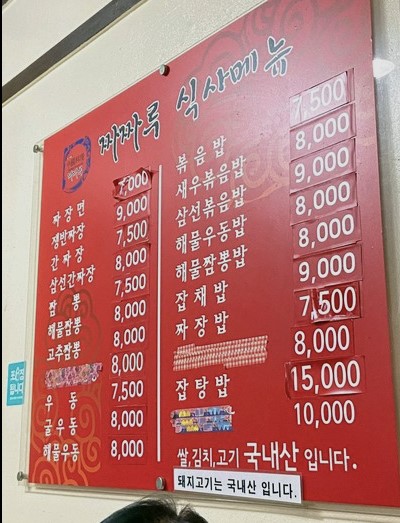 짜짜루 식사메뉴
짜장면 7,000
쟁반짜장 9,000
간짜장 7,500
삼선간짜장 8,000
짬뽕 7,500
해물짬뽕 8,000
고추짬뽕 8,000
8,000
우동 7,500
굴우동 8,000
해물우동 8,000
볶음밥 7,500
새우볶음밥 8,000
삼선볶음밥 9,000
해물우동밥 8,000
해물짬뽕밥 8,000
잡채밥 9,000
짜장밥 7,500
8,000
잡탕밥 15,000
10,000
쌀,김치,고기 국내산 입니다.
돼지고기는 국내산 입니다.